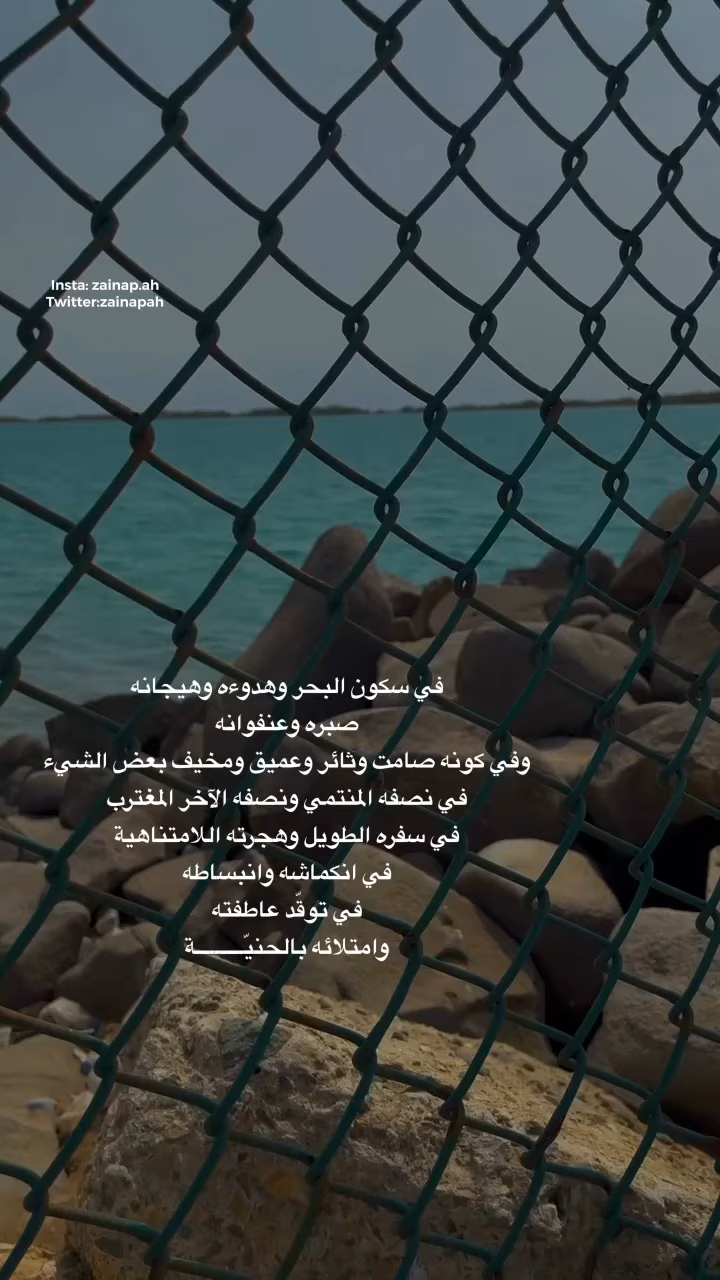 Insta: zainap.ah
Twitter:zainapah
في سكون البحر وهدوءه وهيجانه
صبره وعنفوانه
وفي كونه صامت وثائر وعميق ومخيف بعض الشيء
في نصفه المنتمي ونصفه الآخر المغترب
في سفره الطويل وهجرته اللامتناهية
في انكماشه وانبساطه
في توقّد عاطفته
وامتلائه بالحنيّـــــــة